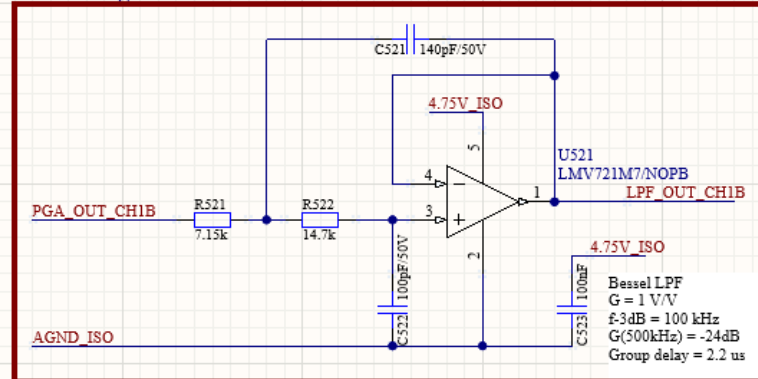 C521
140pF/50V
4.75V_ISO
5
U521
LMV721M7/NOPB
4
1
LPF_OUT_CH1B
R521
R522
3
PGA_OUT_CH1B
7.15k
14.7k
2
4.75V_ISO
100pF/50V
C522
100nF
C523
Bessel LPF
G = 1 V/V
f-3dB = 100 kHz
G(500kHz) = -24dB
Group delay = 2.2 us
AGND_ISO